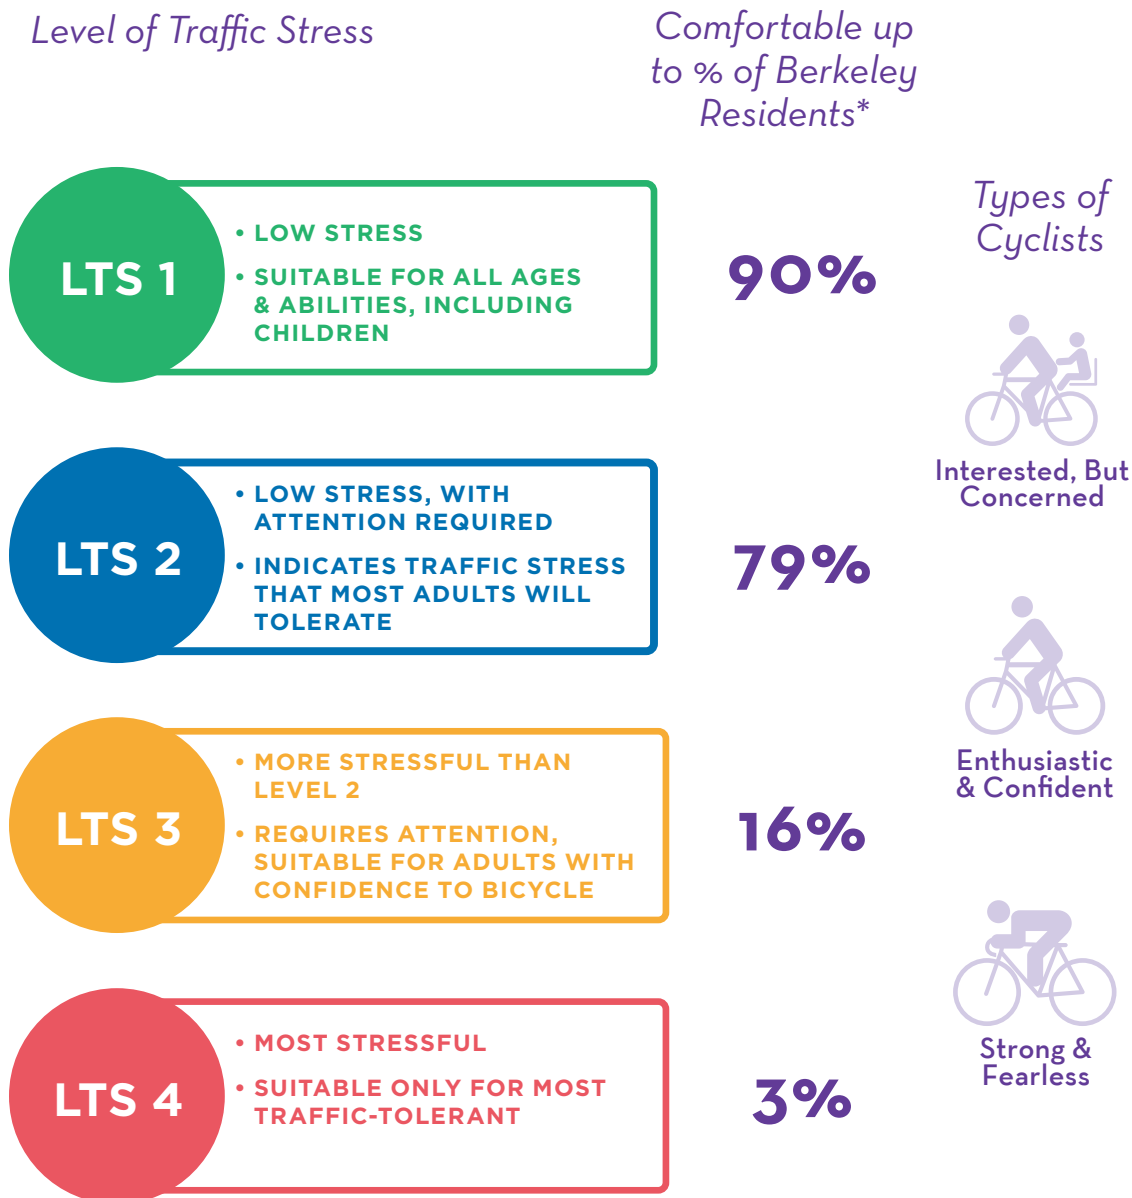 Level of Traffic Stress
Comfortable up
to % of Berkeley
Residents*
Types of
Cyclists
LTS 1
• LOW STRESS
• SUITABLE FOR ALL AGES
& ABILITIES, INCLUDING
CHILDREN
90%
Interested, But
Concerned
LTS 2
• LOW STRESS, WITH
ATTENTION REQUIRED
• INDICATES TRAFFIC STRESS
THAT MOST ADULTS WILL
TOLERATE
79%
Enthusiastic
& Confident
LTS 3
• MORE STRESSFUL THAN
LEVEL 2
• REQUIRES ATTENTION,
SUITABLE FOR ADULTS WITH
CONFIDENCE TO BICYCLE
16%
Strong &
Fearless
LTS 4
• MOST STRESSFUL
• SUITABLE ONLY FOR MOST
TRAFFIC-TOLERANT
3%